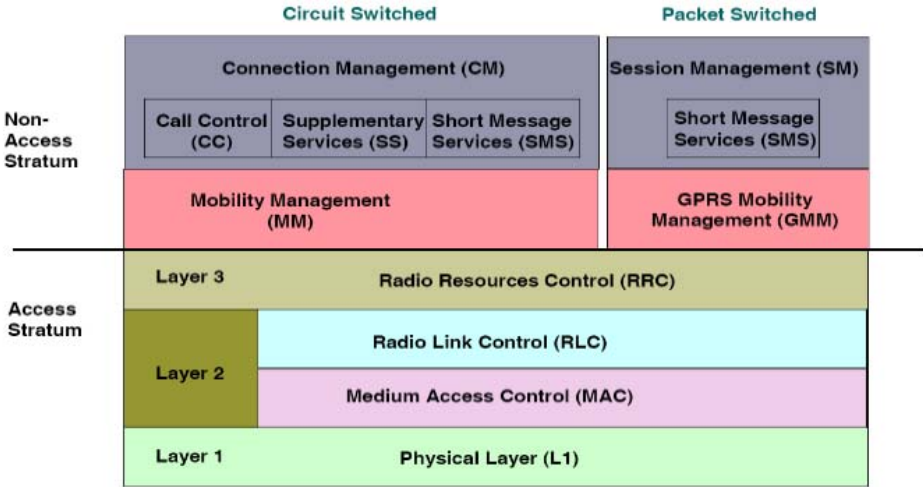 Circuit Switched
Packet Switched
Connection Management (CM)
Session Management (SM)
Non-
Access
Stratum
Call Control
(CC)
Supplementary
Services (SS)
Short Message
Services (SMS)
Short Message
Services (SMS)
Mobility Management
(MM)
GPRS Mobility
Management (GMM)
Layer 3
Radio Resources Control (RRC)
Access
Stratum
Radio Link Control (RLC)
Layer 2
Medium Access Control (MAC)
Layer 1
Physical Layer (L1)